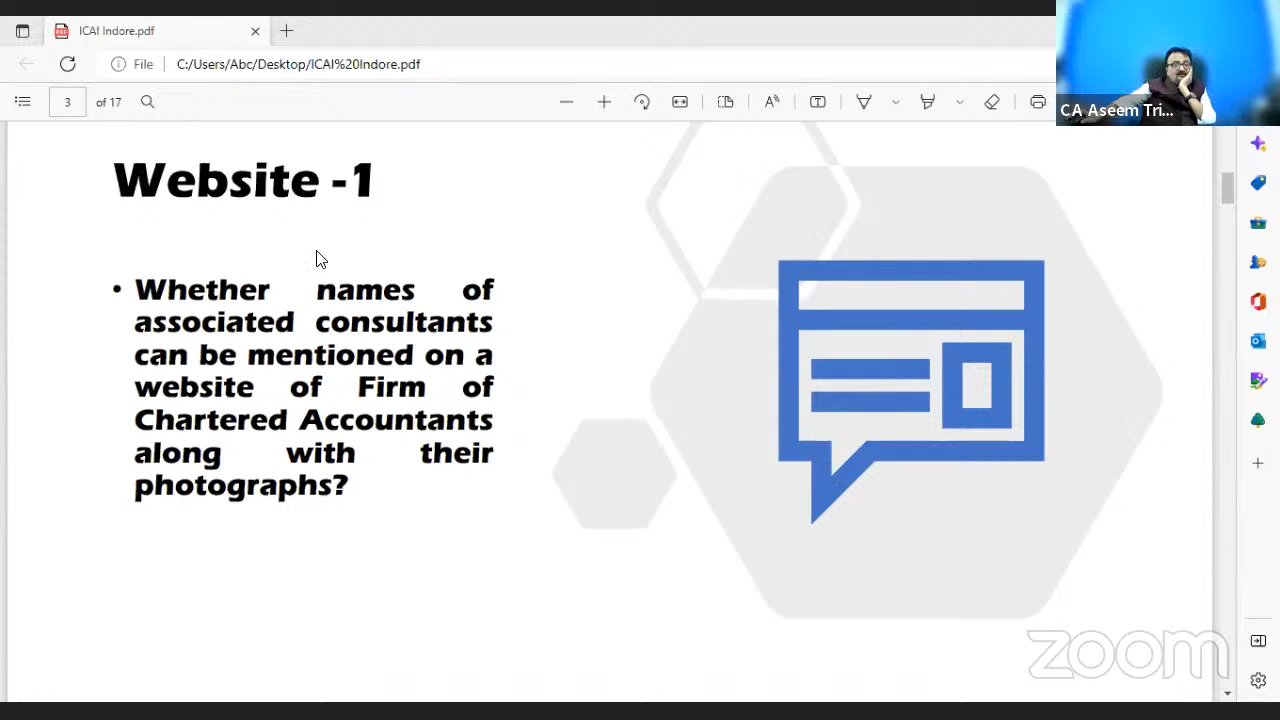 ICAI Indore.pdf
File C:/Users/Abc/Desktop/ICAI%20Indore.pdf
3 of 17
CA Aseem Tri...
Website -1
• Whether names of
associated consultants
can be mentioned on a
website of Firm of
Chartered Accountants
along with their
photographs?
zoom